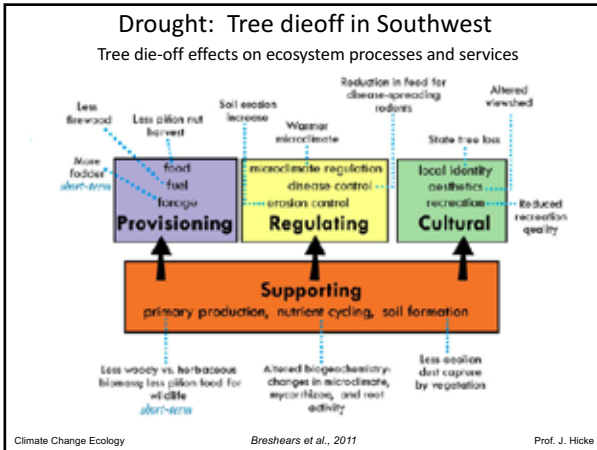 Drought: Tree dieoff in Southwest
Tree die-off effects on ecosystem processes and services
Less
firewood
Less piñon nut
harvest
More
fodder
short-term
Soil erosion
increase
Warmer
microclimate
Reduction in feed for
disease-spreading
rodents
Altered
viewshed
State tree loss
Reduced
recreation
quality
food
fuel
forage
Provisioning
microclimate regulation
disease control
erosion control
Regulating
local identity
aesthetics
recreation
Cultural
Supporting
primary production, nutrient cycling, soil formation
Less woody vs. herbaceous
biomass; less piñon food for
wildlife
short-term
Altered biogeochemistry:
changes in microclimate,
mycorrhizae, and root
activity
Less aeolian
dust capture
by vegetation
Climate Change Ecology
Breshears et al., 2011
Prof. J. Hicke